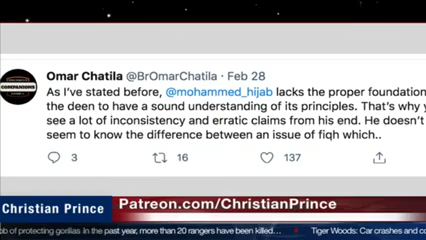 Omar Chatila @BrOmarChatila · Feb 28
As I've stated before, @mohammed_hijab lacks the proper foundation
the deen to have a sound understanding of its principles. That's why y
see a lot of inconsistency and erratic claims from his end. He doesn't
seem to know the difference between an issue of fiqh which..
3 16 137
Christian Prince
Patreon.com/ChristianPrince
ob of protecting gorillas In the past year, more than 20 rangers have been killed… Tiger Woods: Car crashes and co